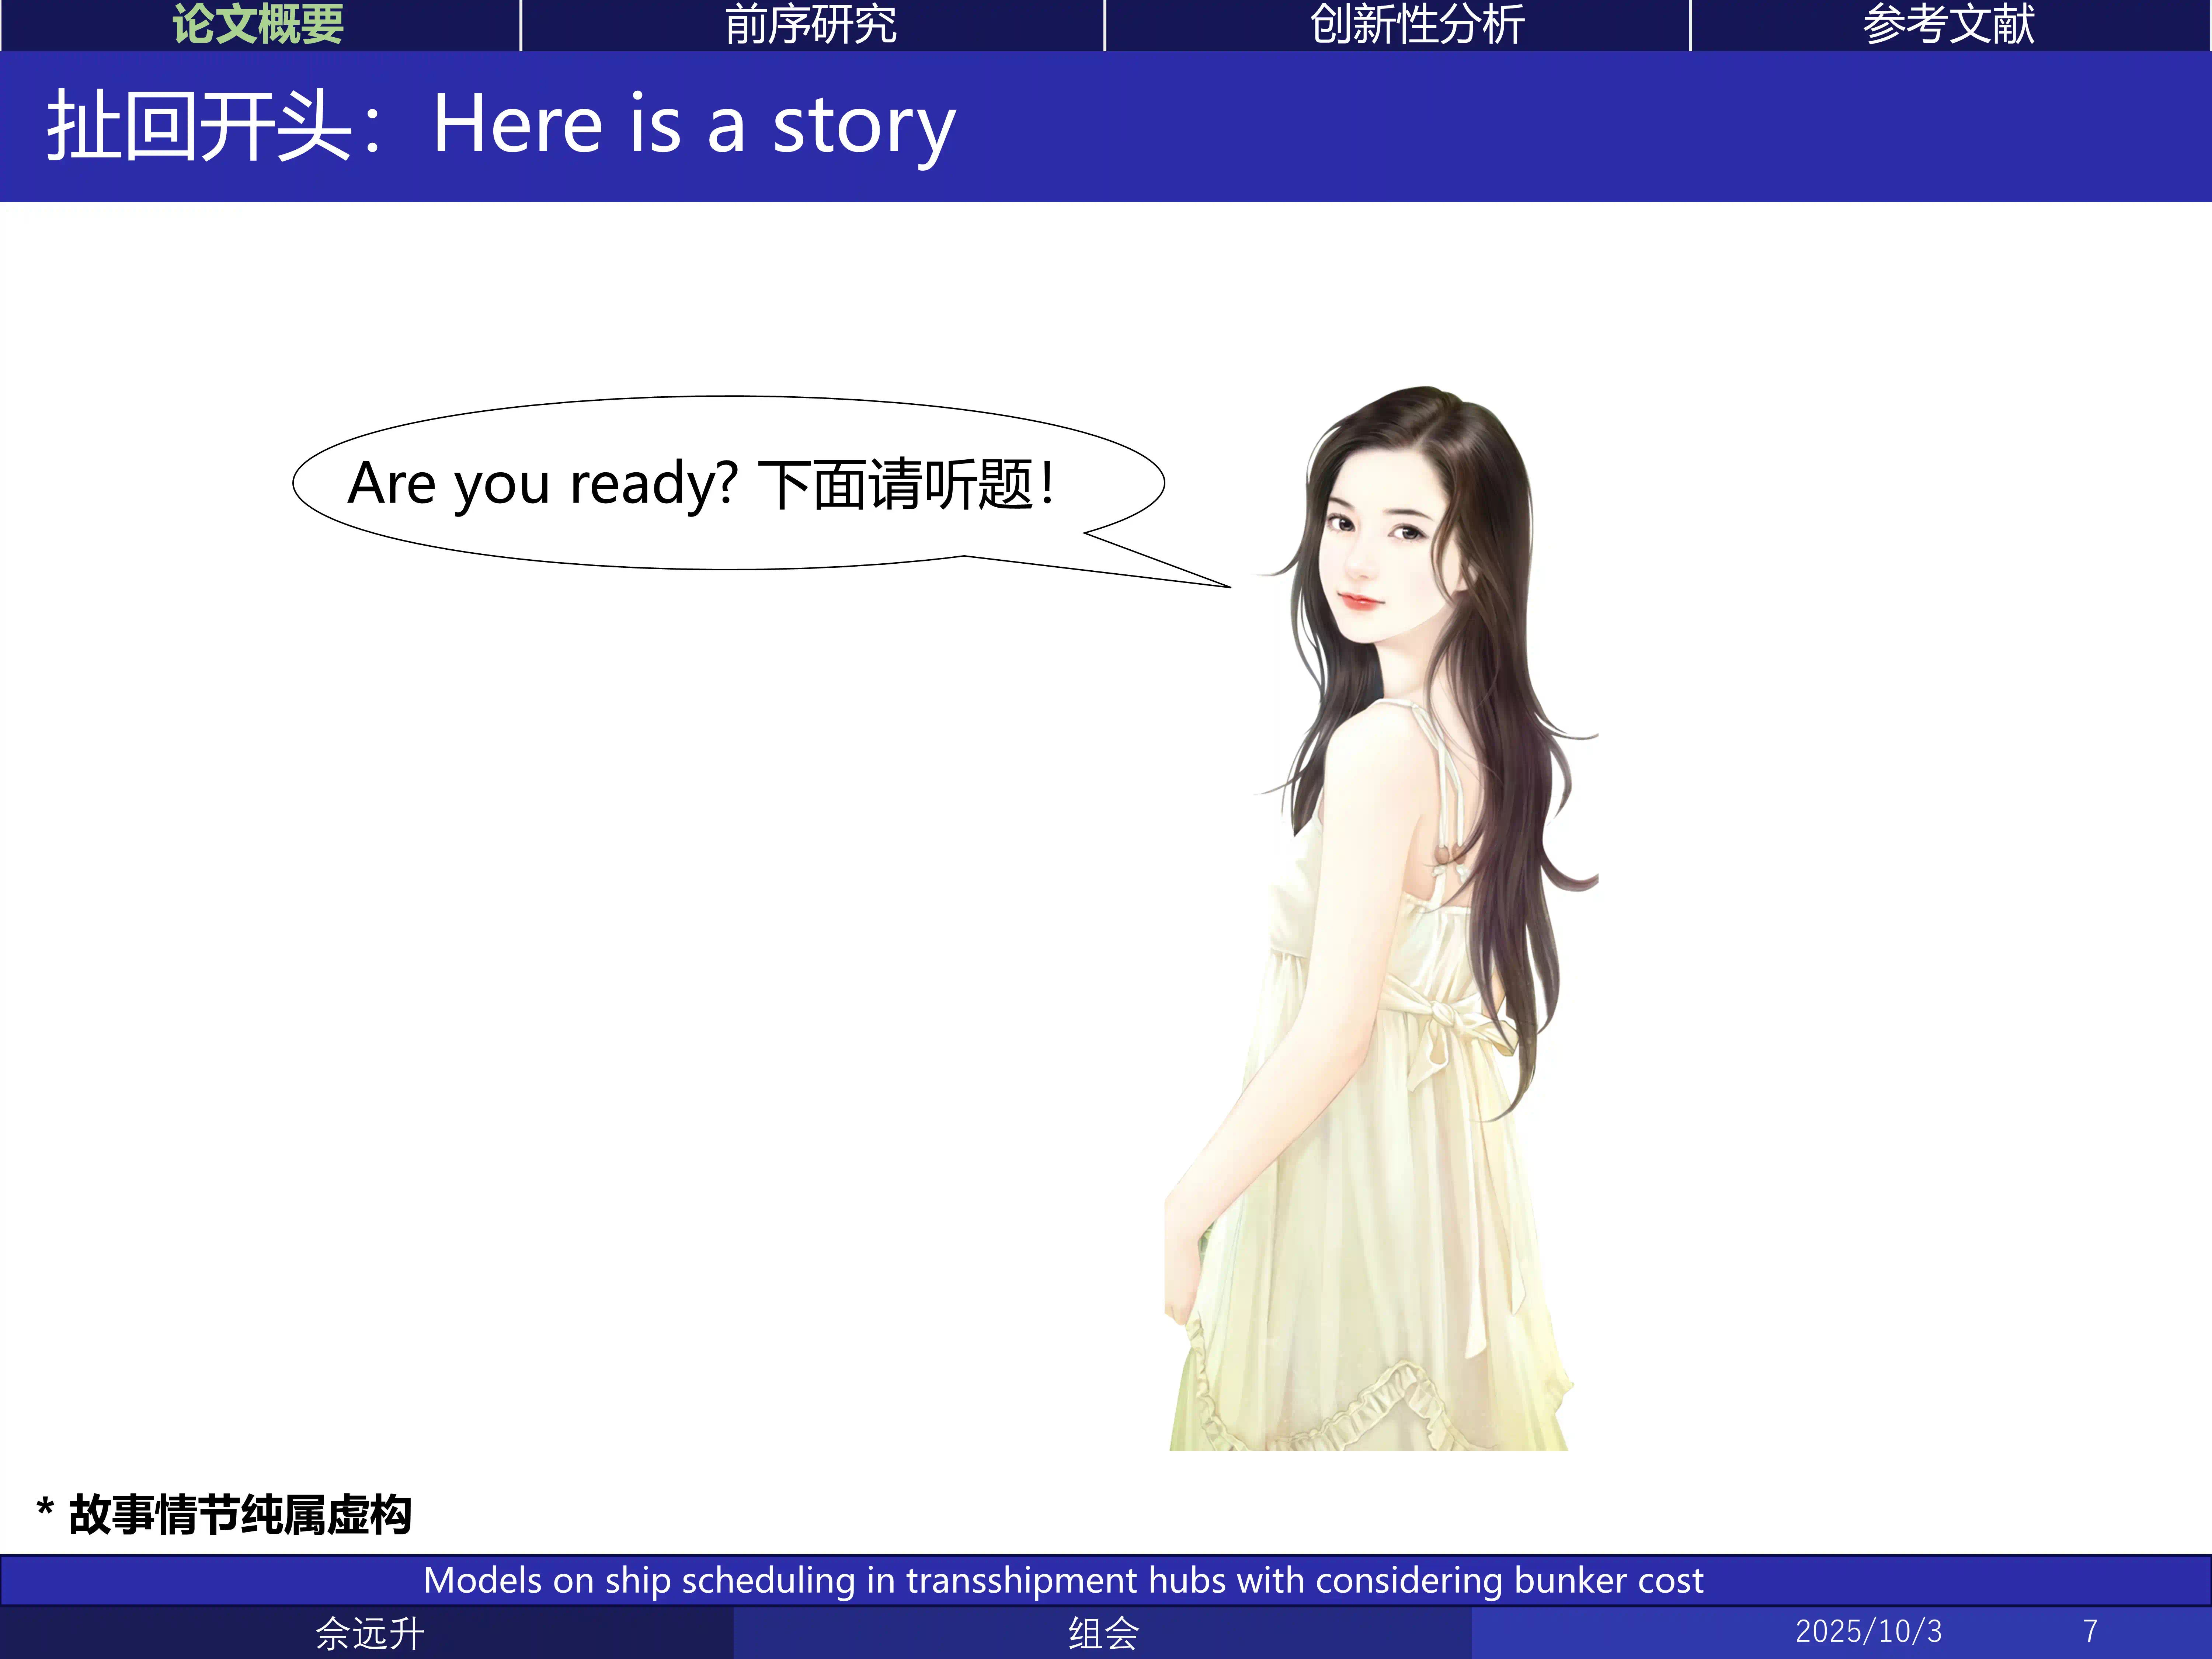 论文概要
前序研究
创新性分析
参考文献
扯回开头：Here is a story
Are you ready? 下面请听题！
* 故事情节纯属虚构
Models on ship scheduling in transshipment hubs with considering bunker cost
佘远升
组会
2025/10/3
7